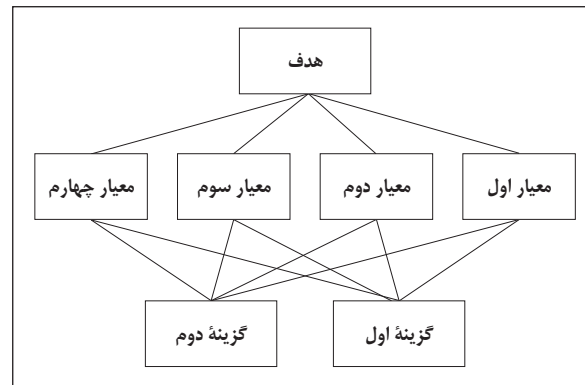 هدف
معیار اول
معیار دوم
معیار سوم
معیار چهارم
گزینهٔ اول
گزینهٔ دوم